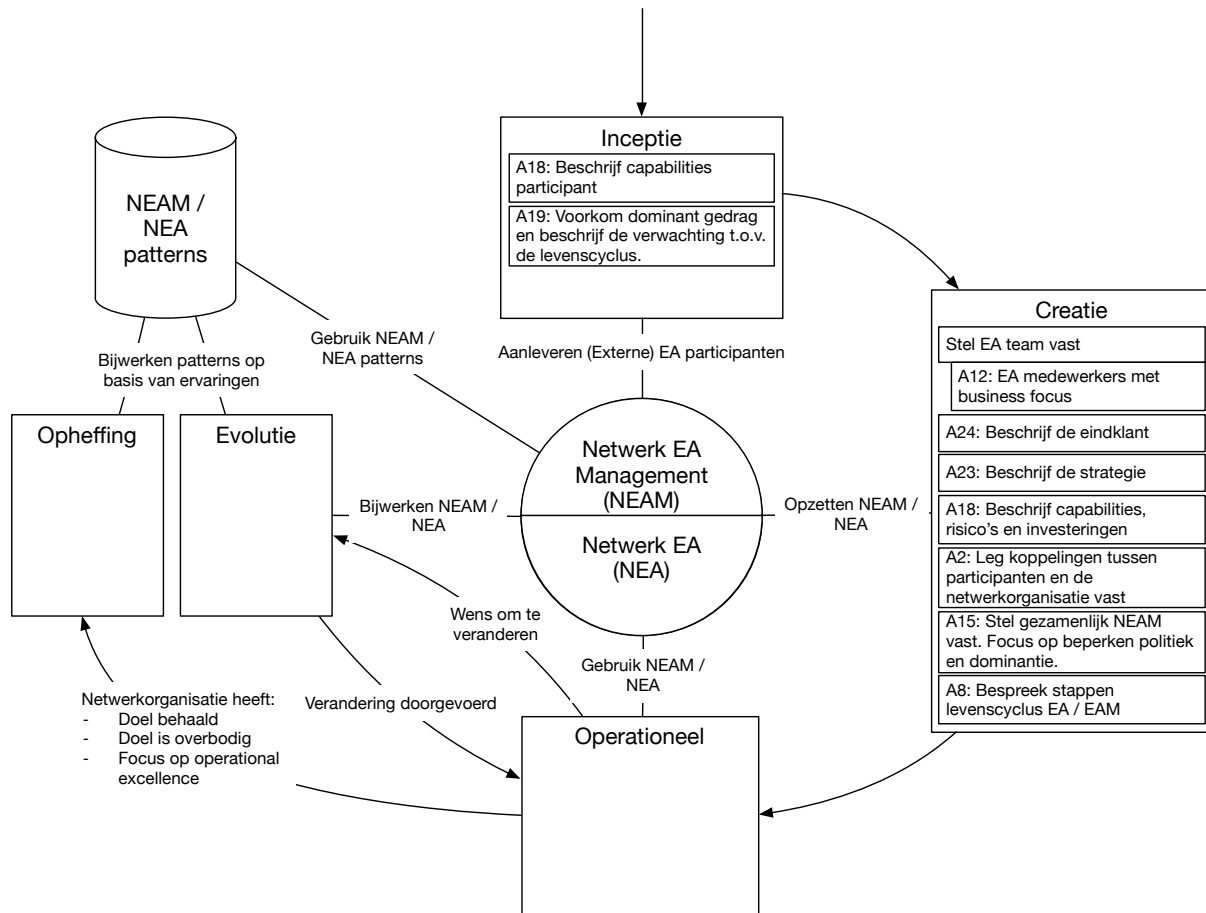 Inceptie
A18: Beschrijf capabilities
participant
A19: Voorkom dominant gedrag
en beschrijf de verwachting t.o.v.
de levenscyclus.
NEAM /
NEA
patterns
Gebruik NEAM /
NEA patterns
Aanleveren (Externe) EA participanten
Bijwerken patterns op
basis van ervaringen
Creatie
Stel EA team vast
A12: EA medewerkers met
business focus
A24: Beschrijf de eindklant
A23: Beschrijf de strategie
A18: Beschrijf capabilities,
risico's en investeringen
A2: Leg koppelingen tussen
participanten en de
netwerkorganisatie vast
A15: Stel gezamenlijk NEAM
vast. Focus op beperken politiek
en dominantie.
A8: Bespreek stappen
levenscyclus EA / EAM
Opheffing
Evolutie
Netwerk EA
Management
(NEAM)
Netwerk EA
(NEA)
Bijwerken NEAM /
NEA
Opzetten NEAM /
NEA
Wens om te
veranderen
Gebruik NEAM /
NEA
Netwerkorganisatie heeft:
- Doel behaald
- Doel is overbodig
- Focus op operational
excellence
Verandering doorgevoerd
Operationeel